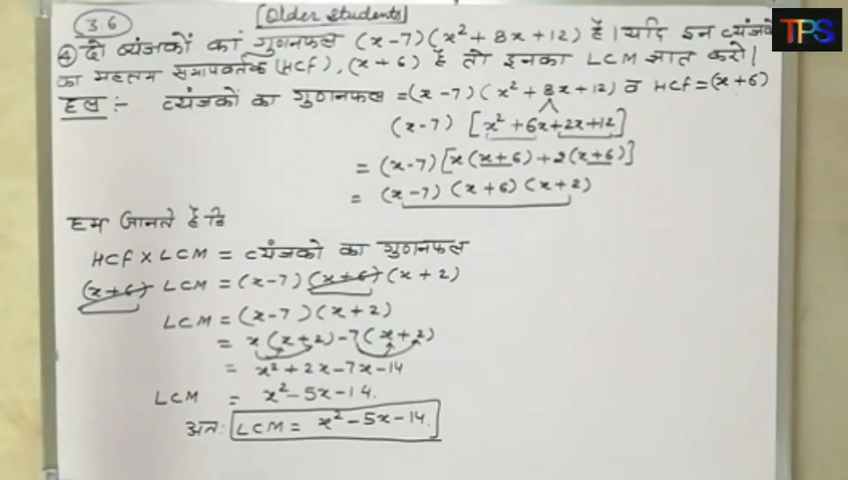 36
[Older students]
TPS
④ दो व्यंजकों का गुणनफल (x-7)(x²+8x+12) है। यदि इन व्यंजकों
का महत्तम समापवर्तक (HCF), (x+6) है तो इनका LCM ज्ञात करो।
हल :- व्यंजकों का गुणनफल = (x-7)(x²+8x+12) व HCF = (x+6)
(x-7) [x²+6x+2x+12]
= (x-7)[x(x+6)+2(x+6)]
= (x-7)(x+6)(x+2)
हम जानते हैं कि
HCF × LCM = व्यंजको का गुणनफल
(x+6) LCM = (x-7)(x+6)(x+2)
LCM = (x-7)(x+2)
= x(x+2)-7(x+2)
= x²+2x-7x-14
LCM = x²-5x-14.
अतः LCM = x²-5x-14.